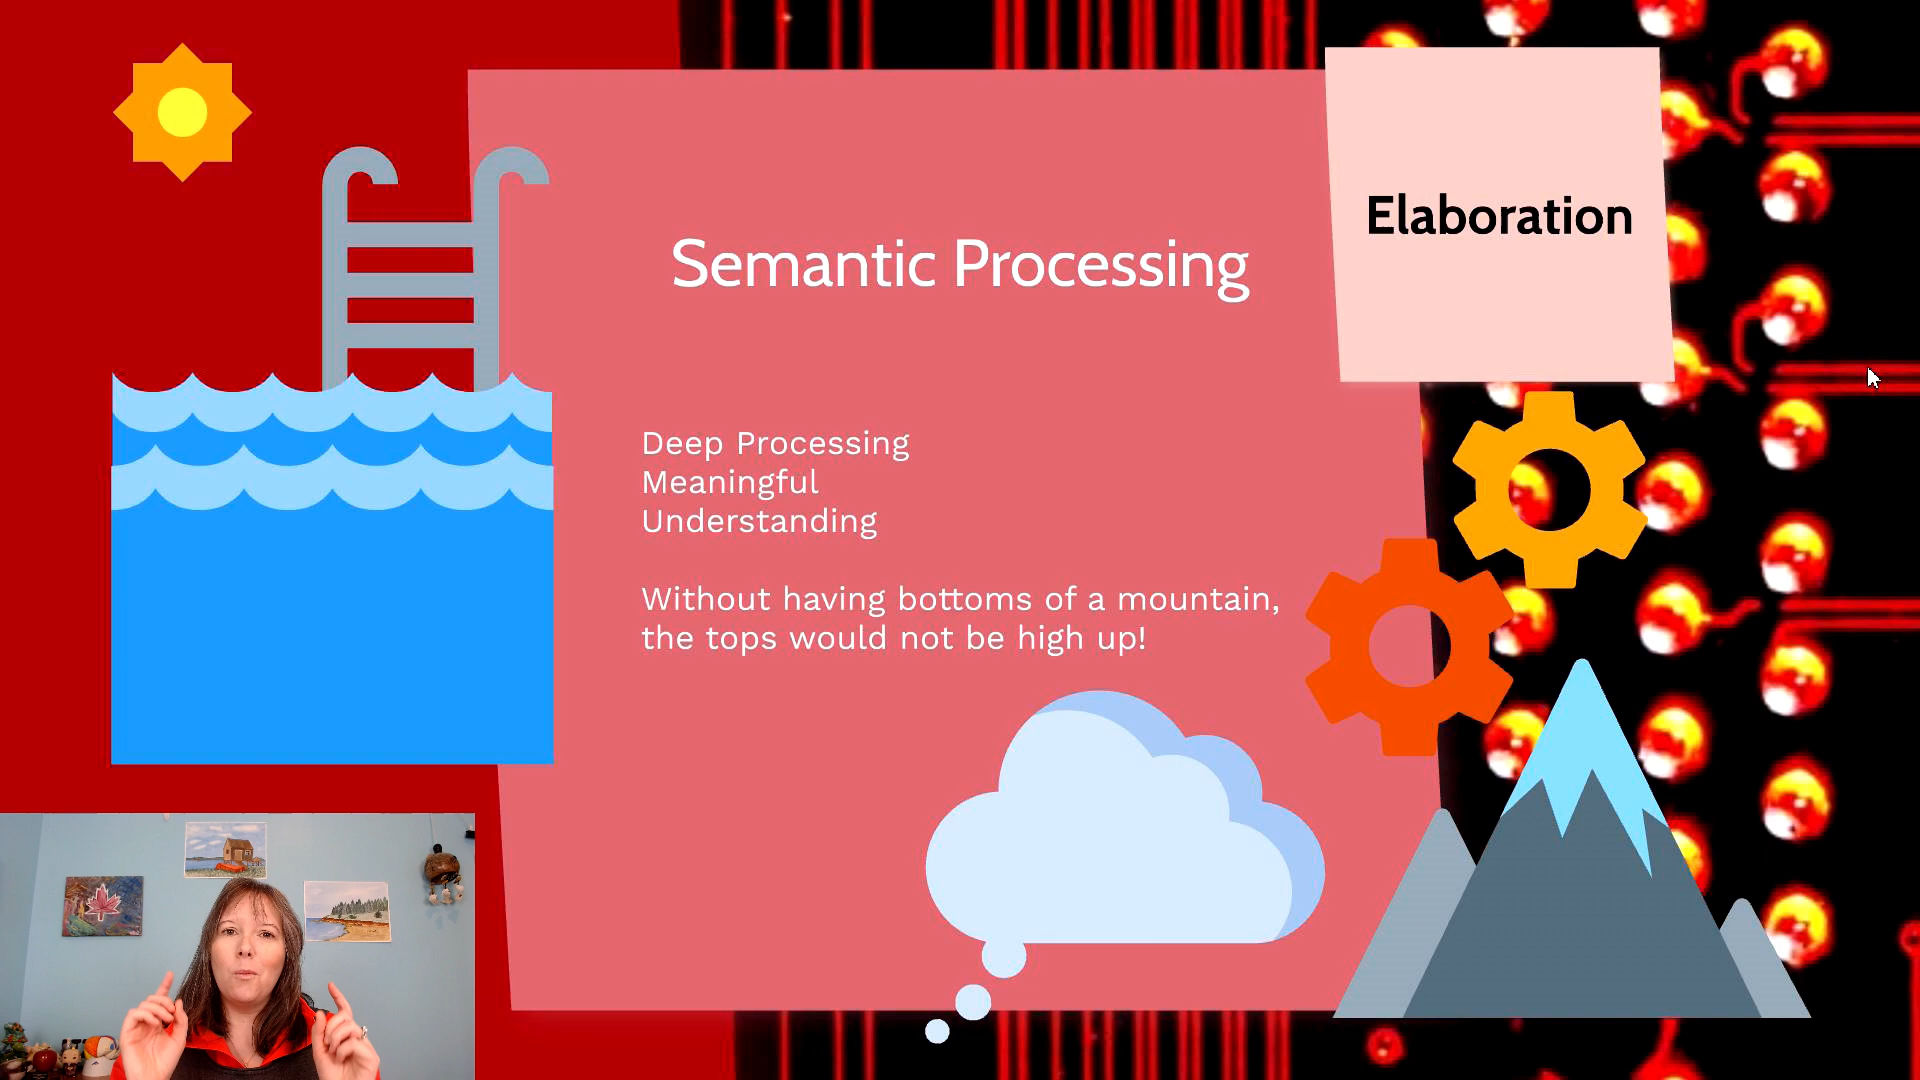 Elaboration
Semantic Processing
Deep Processing
Meaningful
Understanding
Without having bottoms of a mountain,
the tops would not be high up!